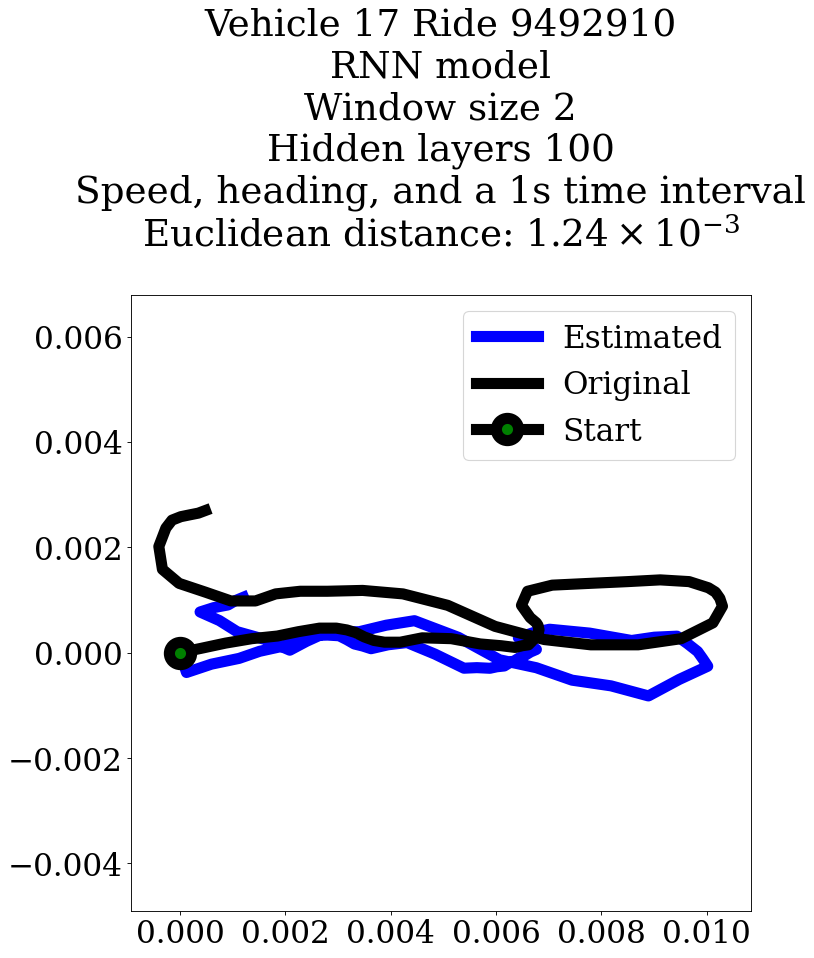 Vehicle 17 Ride 9492910
RNN model
Window size 2
Hidden layers 100
Speed, heading, and a 1s time interval
Euclidean distance: 1.24 × 10⁻³
Estimated
Original
Start
0.006
0.004
0.002
0.000
−0.002
−0.004
0.000 0.002 0.004 0.006 0.008 0.010